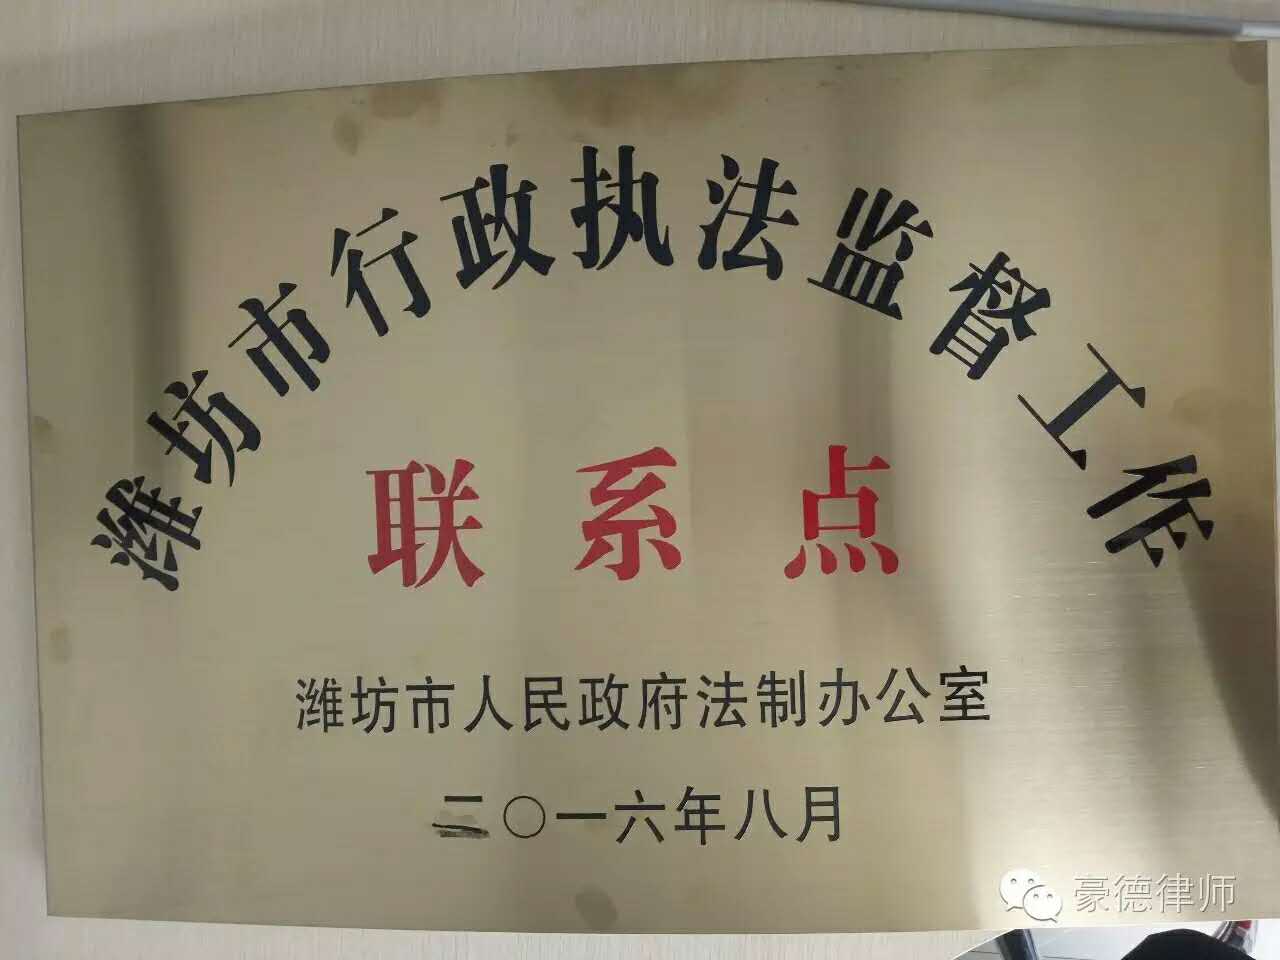 潍坊市行政执法监督工作
联系点
潍坊市人民政府法制办公室
二〇一六年八月
豪德律师